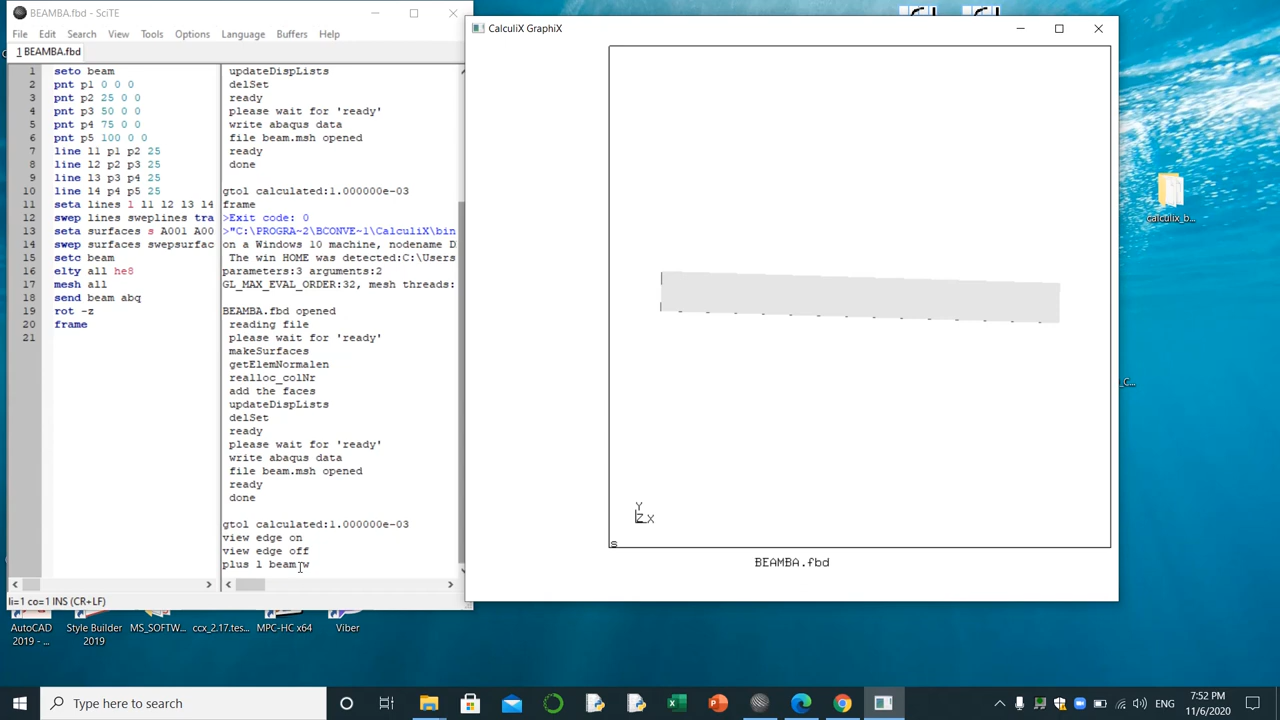 BEAMBA.fbd - SciTE
File Edit Search View Tools Options Language Buffers Help
1 BEAMBA.fbd
1 seto beam
2 pnt p1 0 0 0
3 pnt p2 25 0 0
4 pnt p3 50 0 0
5 pnt p4 75 0 0
6 pnt p5 100 0 0
7 line l1 p1 p2 25
8 line l2 p2 p3 25
9 line l3 p3 p4 25
10 line l4 p4 p5 25
11 seta lines l l1 l2 l3 l4
12 swep lines sweplines tra
13 seta surfaces s A001 A00
14 swep surfaces swepsurfac
15 setc beam
16 elty all he8
17 mesh all
18 send beam abq
19 rot -z
20 frame
21
updateDispLists
delSet
ready
please wait for 'ready'
write abaqus data
file beam.msh opened
ready
done
gtol calculated:1.000000e-03
frame
>Exit code: 0
>"C:\PROGRA~2\BCONVE~1\CalculiX\bin
on a Windows 10 machine, nodename D
The win HOME was detected:C:\Users
parameters:3 arguments:2
GL_MAX_EVAL_ORDER:32, mesh threads:
BEAMBA.fbd opened
reading file
please wait for 'ready'
makeSurfaces
getElemNormalen
realloc_colNr
add the faces
updateDispLists
delSet
ready
please wait for 'ready'
write abaqus data
file beam.msh opened
ready
done
gtol calculated:1.000000e-03
view edge on
view edge off
plus l beam w
li=1 co=1 INS (CR+LF)
CalculiX GraphiX
Y
Z X
s
BEAMBA.fbd
calculix_b...
_C...
AutoCAD 2019 - ...
Style Builder 2019
MS_SOFTW...
ccx_2.17.tes...
MPC-HC x64
Viber
Type here to search
7:52 PM
11/6/2020